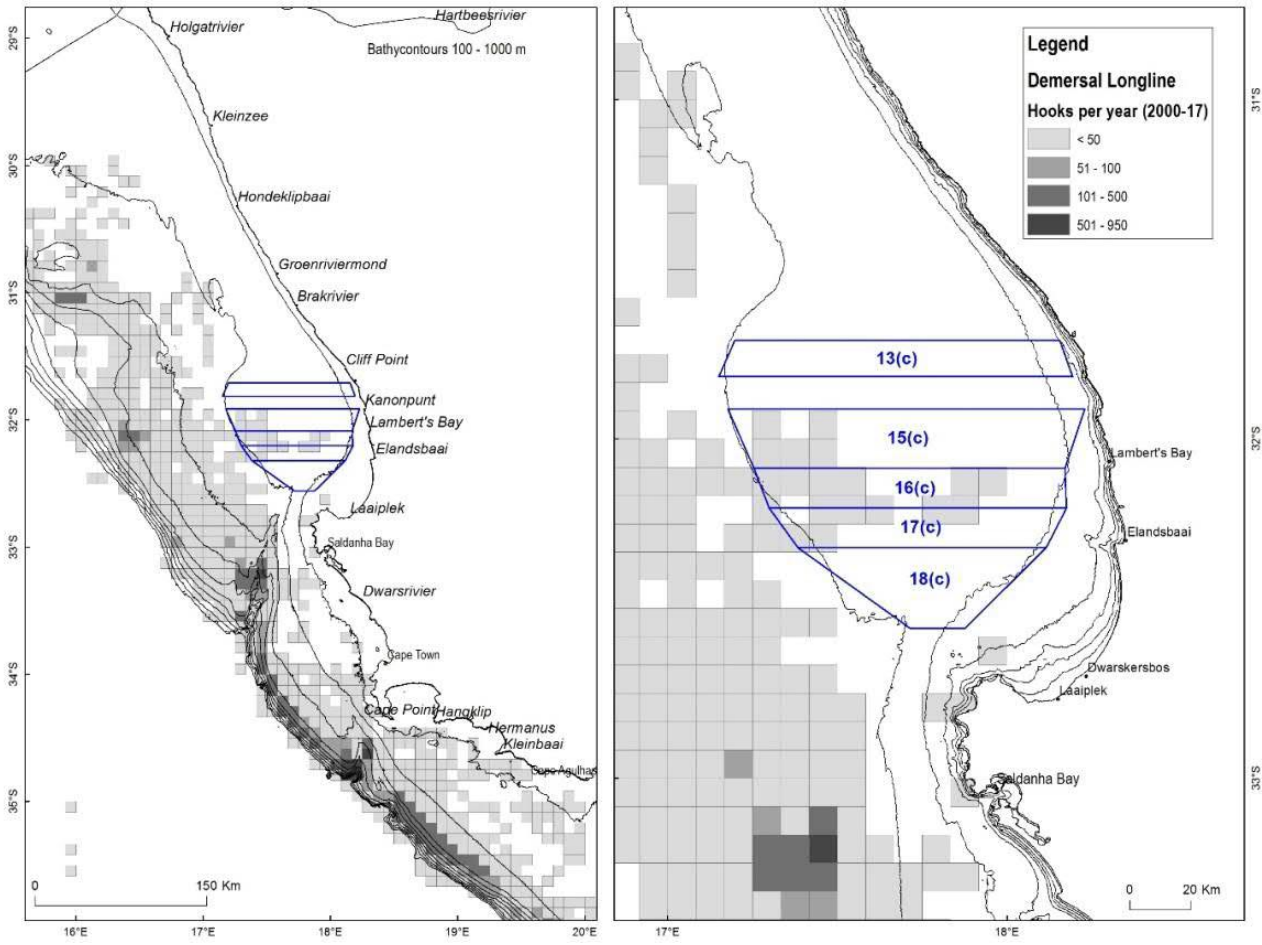 Hartbeesrivier
Holgatrivier
Bathycontours 100 - 1000 m
Kleinzee
Hondeklipbaai
Groenriviermond
Brakrivier
Cliff Point
Kanonpunt
Lambert's Bay
Elandsbaai
Laaiplek
Saldanha Bay
Dwarsrivier
Cape Town
Cape Point
Hangklip
Hermanus
Kleinbaai
Cape Agulhas
0 150 Km
29°S
30°S
31°S
32°S
33°S
34°S
35°S
16°E 17°E 18°E 19°E 20°E
Legend
Demersal Longline
Hooks per year (2000-17)
< 50
51 - 100
101 - 500
501 - 950
13(c)
15(c)
16(c)
17(c)
18(c)
Lambert's Bay
Elandsbaai
Dwarskersbos
Laaiplek
Saldanha Bay
0 20 Km
31°S
32°S
33°S
17°E 18°E